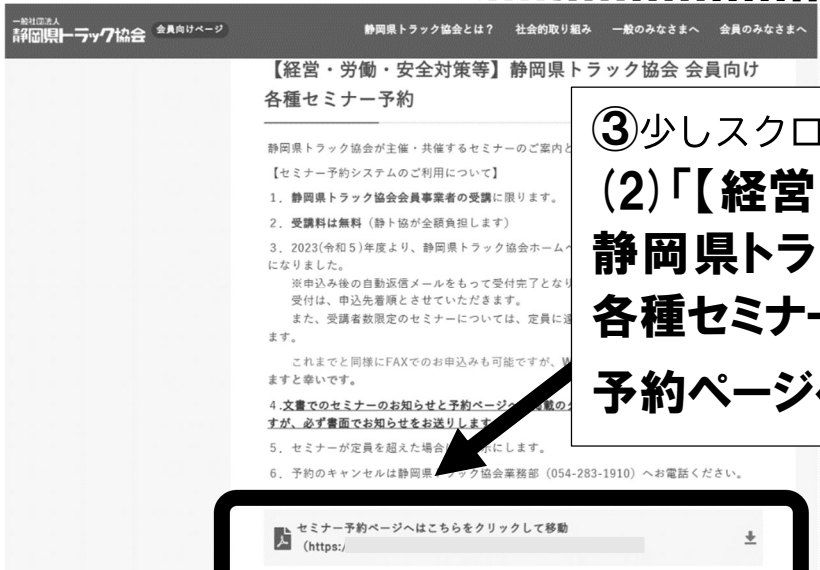 一般社団法人
静岡県トラック協会 会員向けページ
静岡県トラック協会とは？ 社会的取り組み 一般のみなさまへ 会員のみなさまへ
【経営・労働・安全対策等】静岡県トラック協会 会員向け
各種セミナー予約
静岡県トラック協会が主催・共催するセミナーのご案内と
【セミナー予約システムのご利用について】
1．静岡県トラック協会会員事業者の受講に限ります。
2．受講料は無料（静ト協が全額負担します）
3．2023(令和５)年度より、静岡県トラック協会ホームペ
になりました。
※申込み後の自動返信メールをもって受付完了とな
受付は、申込先着順とさせていただきます。
また、受講者数限定のセミナーについては、定員に達
ます。
これまでと同様にFAXでのお申込みも可能ですが、W
ますと幸いです。
4.文書でのセミナーのお知らせと予約ページへ 掲載の
すが、必ず書面でお知らせをお送りします
5．セミナーが定員を超えた場合 示にします。
6．予約のキャンセルは静岡県トラック協会業務部（054-283-1910）へお電話ください。
セミナー予約ページへはこちらをクリックして移動
（https:/
③少しスクロ
(2)「【経営
静岡県トラ
各種セミナー
予約ページへ